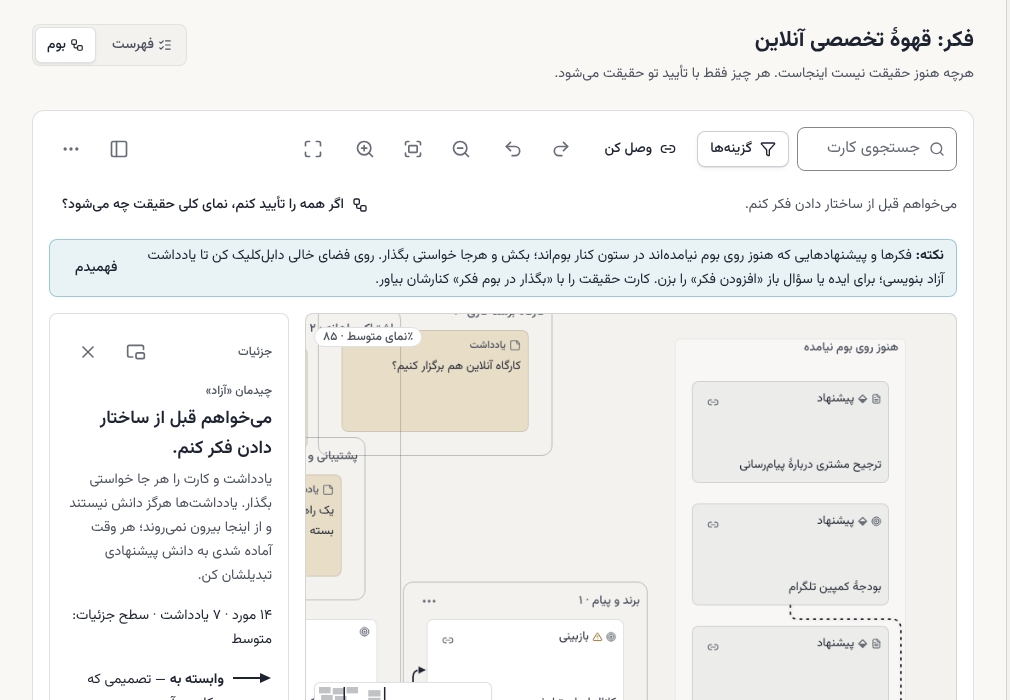 فکر: قهوهٔ تخصصی آنلاین
هرچه هنوز حقیقت نیست اینجاست. هر چیز فقط با تأیید تو حقیقت می‌شود.
فهرست
بوم
جستجوی کارت
گزینه‌ها
وصل کن
می‌خواهم قبل از ساختار دادن فکر کنم.
اگر همه را تأیید کنم، نمای کلی حقیقت چه می‌شود؟
نکته: فکرها و پیشنهادهایی که هنوز روی بوم نیامده‌اند در ستون کنار بوم‌اند؛ بکش و هرجا خواستی بگذار. روی فضای خالی دابل‌کلیک کن تا یادداشت
آزاد بنویسی؛ برای ایده یا سؤال باز «افزودن فکر» را بزن. کارت حقیقت را با «بگذار در بوم فکر» کنارشان بیاور.
فهمیدم
هنوز روی بوم نیامده
پیشنهاد
ترجیح مشتری دربارهٔ پیام‌رسانی
پیشنهاد
بودجهٔ کمپین تلگرام
پیشنهاد
نمای متوسط · ۸۵٪
یادداشت
کارگاه آنلاین هم برگزار کنیم؟
پشتیبانی و
یک راه
بسته
برند و پیام · ۱
بازبینی
جزئیات
چیدمان «آزاد»
می‌خواهم قبل از ساختار
دادن فکر کنم.
یادداشت و کارت را هر جا خواستی
بگذار. یادداشت‌ها هرگز دانش نیستند
و از اینجا بیرون نمی‌روند؛ هر وقت
آماده شدی به دانش پیشنهادی
تبدیلشان کن.
۱۴ مورد · ۷ یادداشت · سطح جزئیات:
متوسط
وابسته به – تصمیمی که